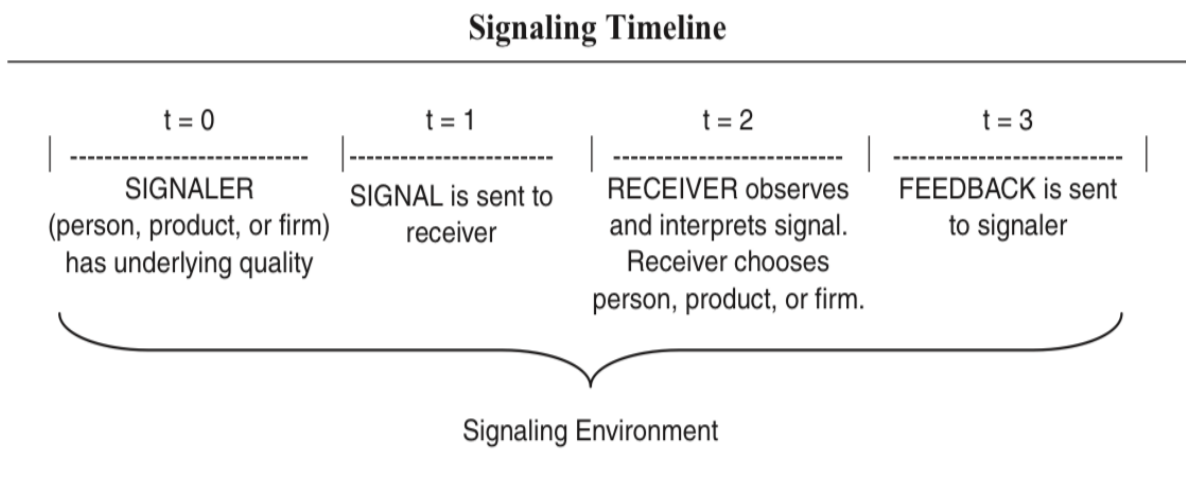 Signaling Timeline
t = 0
SIGNALER
(person, product, or firm)
has underlying quality
t = 1
SIGNAL is sent to
receiver
t = 2
RECEIVER observes
and interprets signal.
Receiver chooses
person, product, or firm.
t = 3
FEEDBACK is sent
to signaler
Signaling Environment